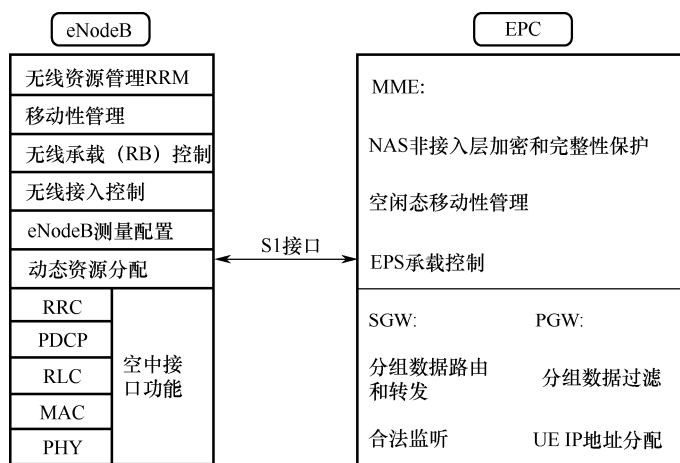 eNodeB
无线资源管理RRM
移动性管理
无线承载（RB）控制
无线接入控制
eNodeB测量配置
动态资源分配
RRC
PDCP
RLC
MAC
PHY
空中接
口功能
S1接口
EPC
MME:
NAS非接入层加密和完整性保护
空闲态移动性管理
EPS承载控制
SGW:
分组数据路由
和转发
合法监听
PGW:
分组数据过滤
UE IP地址分配